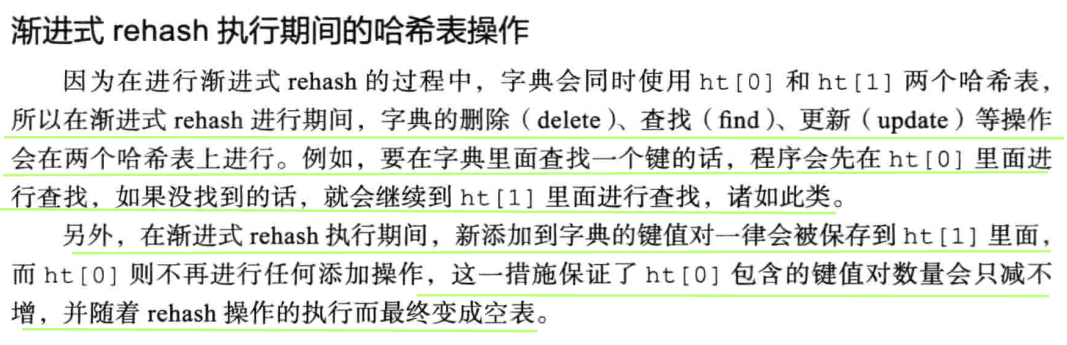 渐进式 rehash 执行期间的哈希表操作
因为在进行渐进式 rehash 的过程中，字典会同时使用 ht[0] 和 ht[1] 两个哈希表，
所以在渐进式 rehash 进行期间，字典的删除（delete）、查找（find）、更新（update）等操作
会在两个哈希表上进行。例如，要在字典里面查找一个键的话，程序会先在 ht[0] 里面进
行查找，如果没找到的话，就会继续到 ht[1] 里面进行查找，诸如此类。
另外，在渐进式 rehash 执行期间，新添加到字典的键值对一律会被保存到 ht[1] 里面，
而 ht[0] 则不再进行任何添加操作，这一措施保证了 ht[0] 包含的键值对数量会只减不
增，并随着 rehash 操作的执行而最终变成空表。